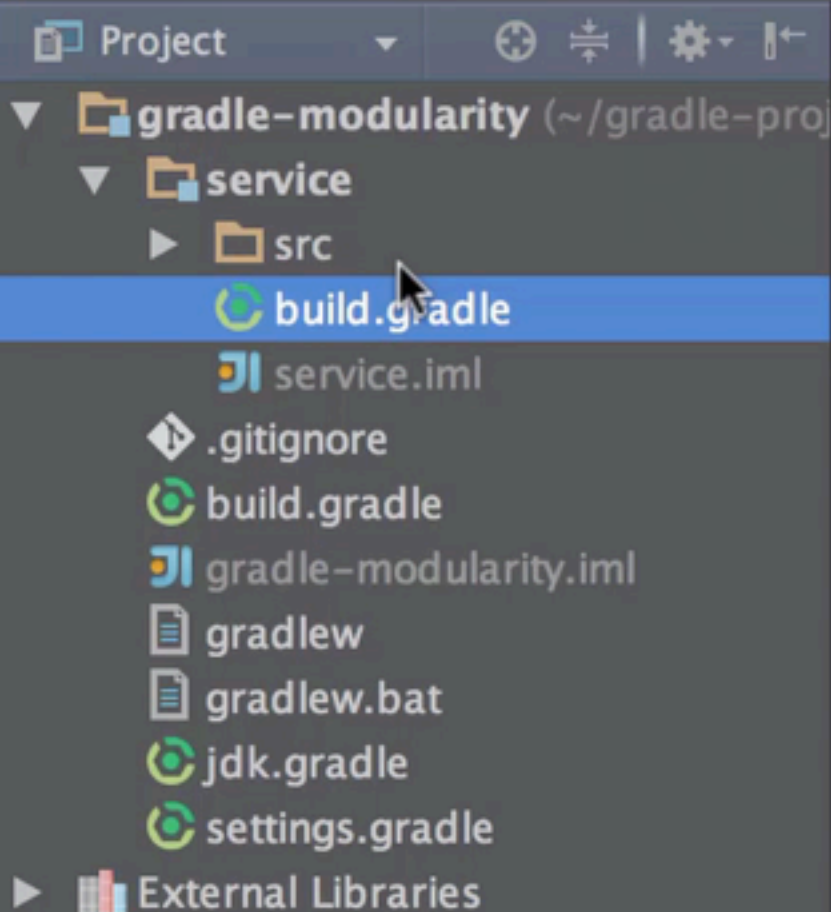 Project
gradle-modularity (~/gradle-proj
service
src
build.gradle
service.iml
.gitignore
build.gradle
gradle-modularity.iml
gradlew
gradlew.bat
jdk.gradle
settings.gradle
External Libraries